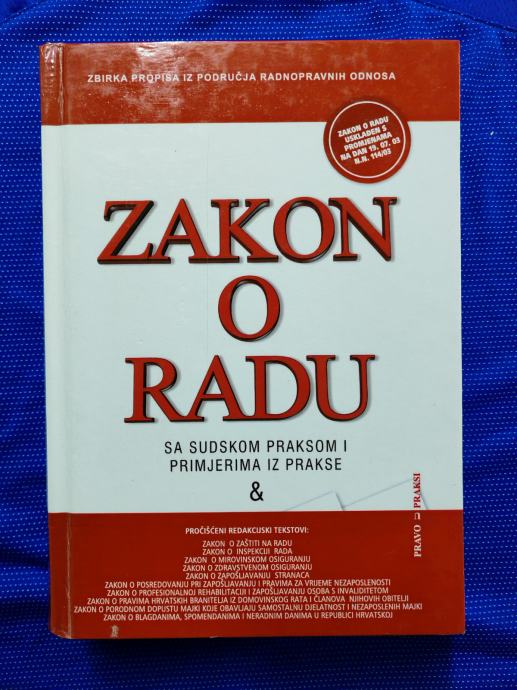 ZBIRKA PROPISA IZ PODRUČJA RADNOPRAVNIH ODNOSA
ZAKON O RADU
USKLAĐEN S
PROMJENAMA
NA DAN 19. 07. 03
N.N. 114/03
ZAKON
O
RADU
SA SUDSKOM PRAKSOM I
PRIMJERIMA IZ PRAKSE
&
PRAVO U PRAKSI
PROČIŠĆENI REDAKCIJSKI TEKSTOVI:
ZAKON O ZAŠTITI NA RADU
ZAKON O INSPEKCIJI RADA
ZAKON O MIROVINSKOM OSIGURANJU
ZAKON O ZDRAVSTVENOM OSIGURANJU
ZAKON O ZAPOŠLJAVANJU STRANACA
ZAKON O POSREDOVANJU PRI ZAPOŠLJAVANJU I PRAVIMA ZA VRIJEME NEZAPOSLENOSTI
ZAKON O PROFESIONALNOJ REHABILITACIJI I ZAPOŠLJAVANJU OSOBA S INVALIDITETOM
ZAKON O PRAVIMA HRVATSKIH BRANITELJA IZ DOMOVINSKOG RATA I ČLANOVA NJIHOVIH OBITELJI
ZAKON O PORODNOM DOPUSTU MAJKI KOJE OBAVLJAJU SAMOSTALNU DJELATNOST I NEZAPOSLENIH MAJKI
ZAKON O BLAGDANIMA, SPOMENDANIMA I NERADNIM DANIMA U REPUBLICI HRVATSKOJ